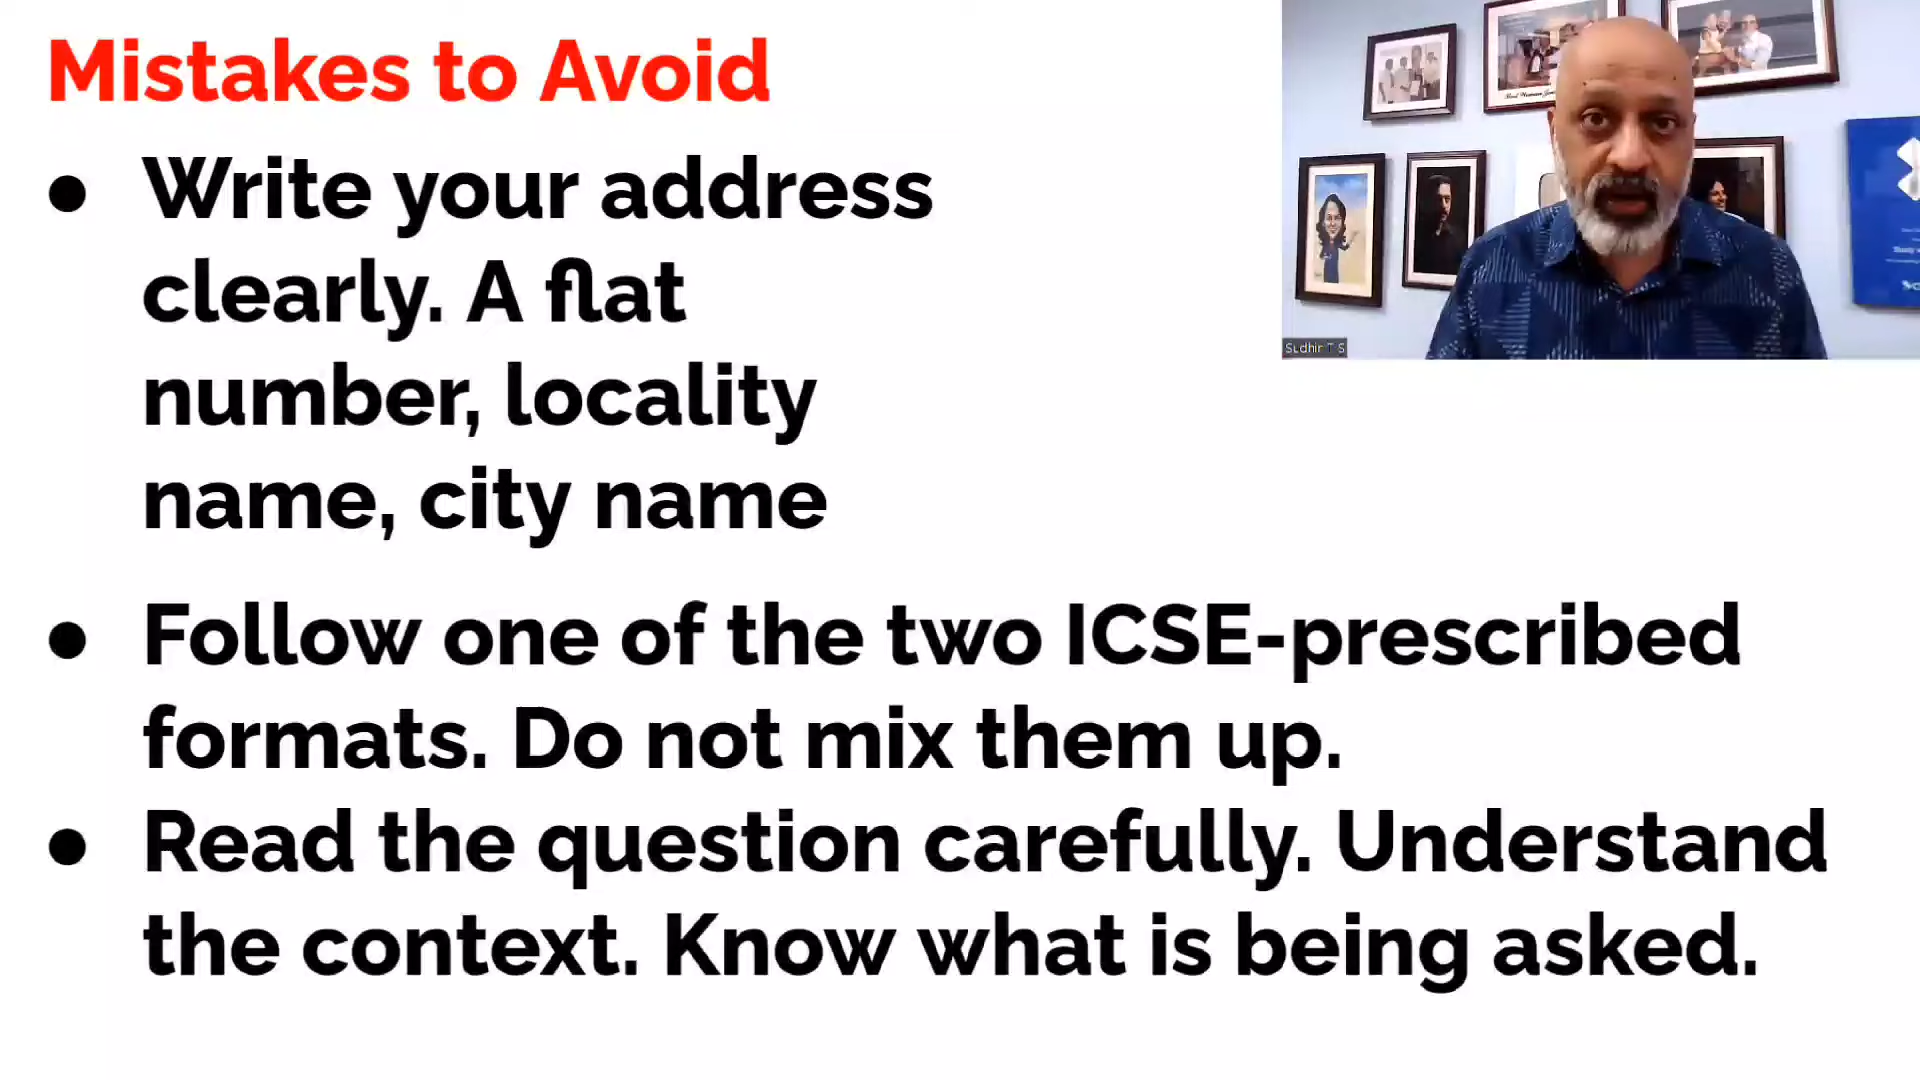 Mistakes to Avoid
● Write your address
clearly. A flat
number, locality
name, city name
● Follow one of the two ICSE-prescribed
formats. Do not mix them up.
● Read the question carefully. Understand
the context. Know what is being asked.
Sudhir T S